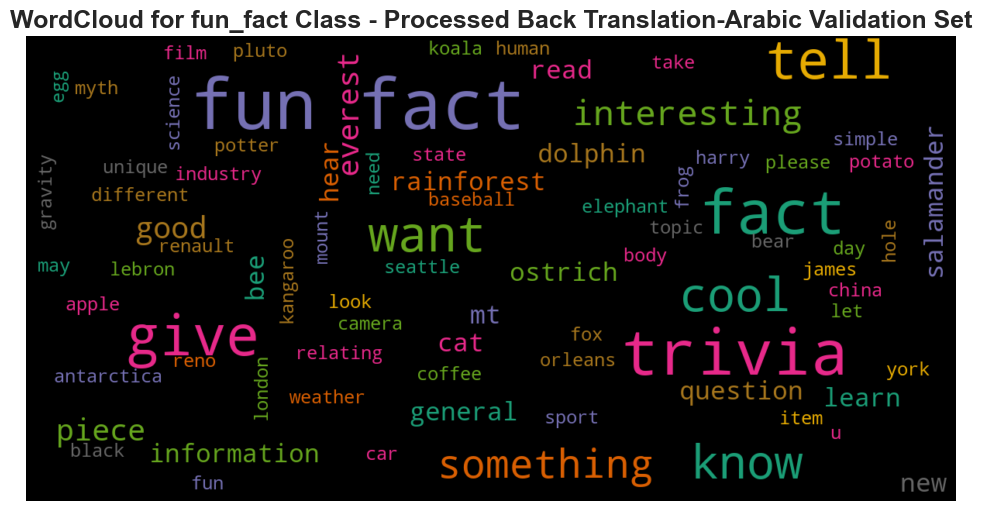 WordCloud for fun_fact Class - Processed Back Translation-Arabic Validation Set
film pluto koala human take tell
egg myth science fun everest fact read interesting
potter state dolphin harry simple please potato
gravity unique industry hear need rainforest baseball frog salamander
different elephant fact
good renault mount want topic bear day hole
may lebron bee kangaroo seattle ostrich body james
apple look mt cool china let
give camera cat fox trivia
reno relating orleans
antarctica london coffee york
weather general question learn
piece sport item u
black information car something know
fun new